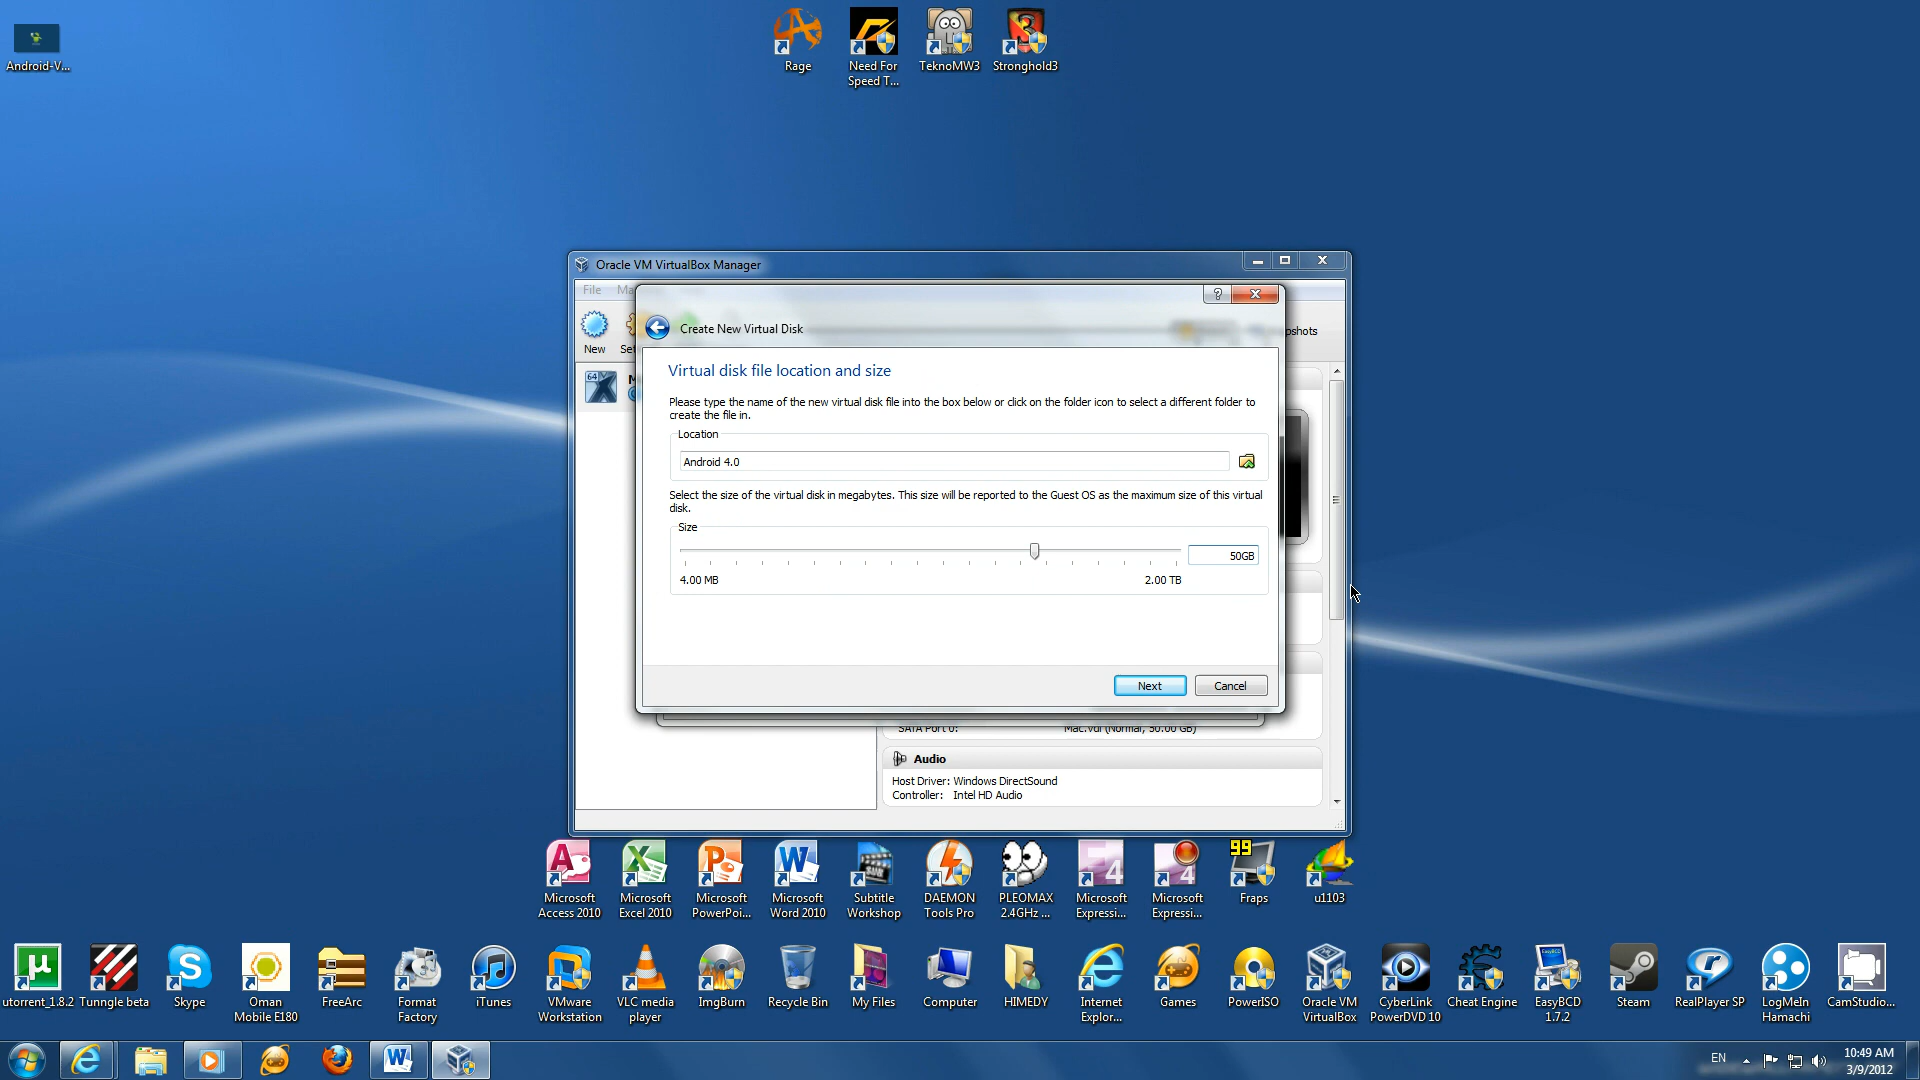 Android-V...
Rage
Need For
Speed T...
TeknoMW3
Stronghold3
Oracle VM VirtualBox Manager
File
New
Create New Virtual Disk
pshots
64
Virtual disk file location and size
Please type the name of the new virtual disk file into the box below or click on the folder icon to select a different folder to
create the file in.
Location
Android 4.0
Select the size of the virtual disk in megabytes. This size will be reported to the Guest OS as the maximum size of this virtual
disk.
Size
50GB
4.00 MB
2.00 TB
Next
Cancel
SATA Port 0:
Mac.vdi (Normal, 50.00 GB)
Audio
Host Driver: Windows DirectSound
Controller: Intel HD Audio
Microsoft
Access 2010
Microsoft
Excel 2010
Microsoft
PowerPoi...
Microsoft
Word 2010
Subtitle
Workshop
DAEMON
Tools Pro
PLEOMAX
2.4GHz ...
4
Microsoft
Expressi...
4
Microsoft
Expressi...
99
Fraps
u1103
utorrent_1.8.2
Tunngle beta
Skype
Oman
Mobile E180
FreeArc
Format
Factory
iTunes
VMware
Workstation
VLC media
player
ImgBurn
Recycle Bin
My Files
Computer
HIMEDY
Internet
Explor...
Games
PowerISO
Oracle VM
VirtualBox
CyberLink
PowerDVD 10
Cheat Engine
EasyBCD
1.7.2
Steam
RealPlayer SP
LogMeIn
Hamachi
CamStudio...
EN
10:49 AM
3/9/2012